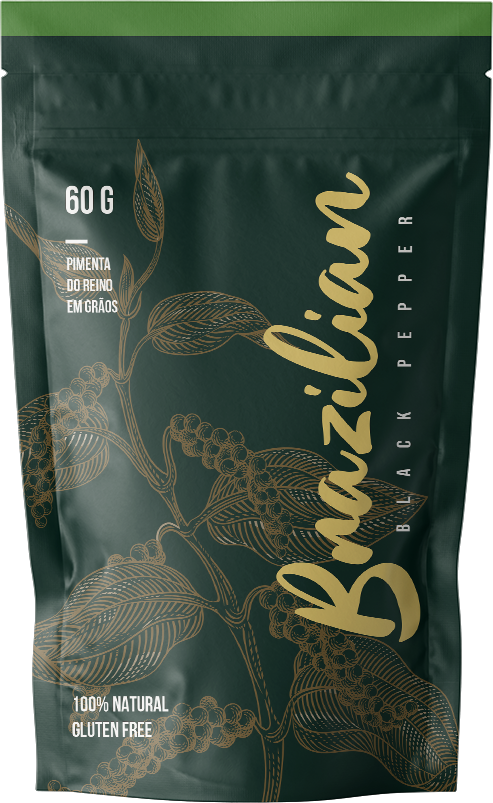 60 G
PIMENTA
DO REINO
EM GRÃOS
Brazilian
BLACK PEPPER
100% NATURAL
GLUTEN FREE